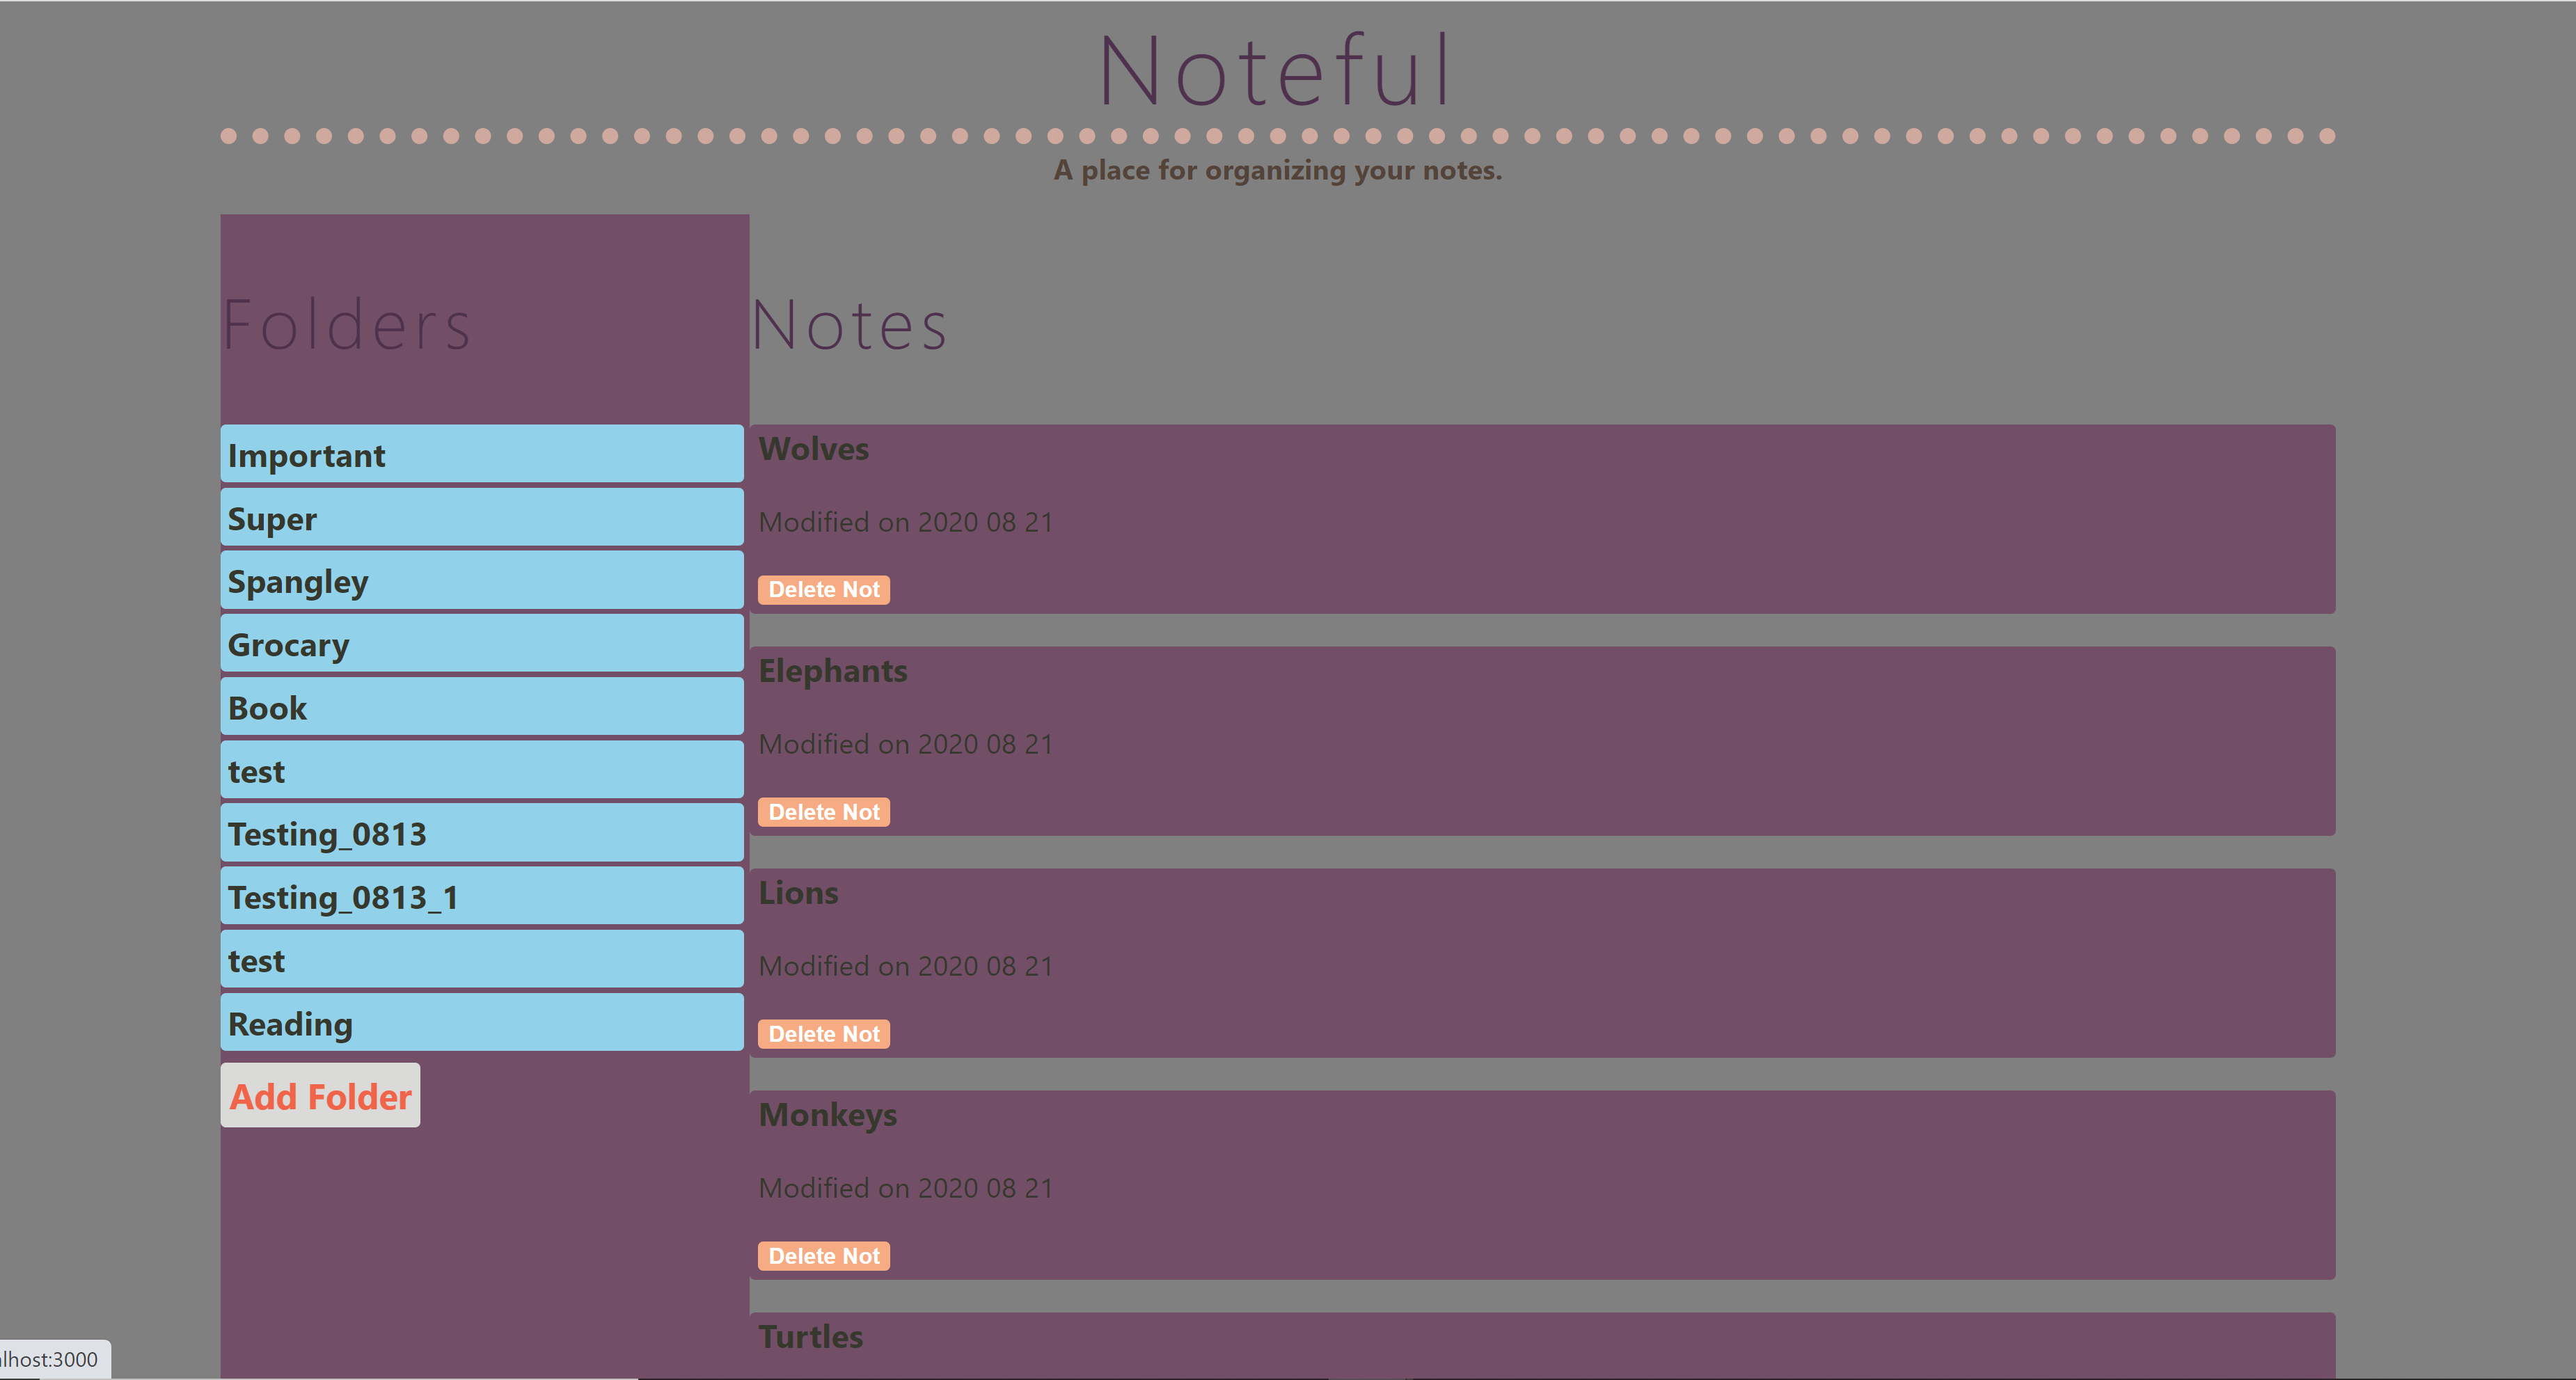 Noteful
A place for organizing your notes.
Folders
Important
Super
Spangley
Grocary
Book
test
Testing_0813
Testing_0813_1
test
Reading
Add Folder
Notes
Wolves
Modified on 2020 08 21
Delete Not
Elephants
Modified on 2020 08 21
Delete Not
Lions
Modified on 2020 08 21
Delete Not
Monkeys
Modified on 2020 08 21
Delete Not
Turtles
lhost:3000